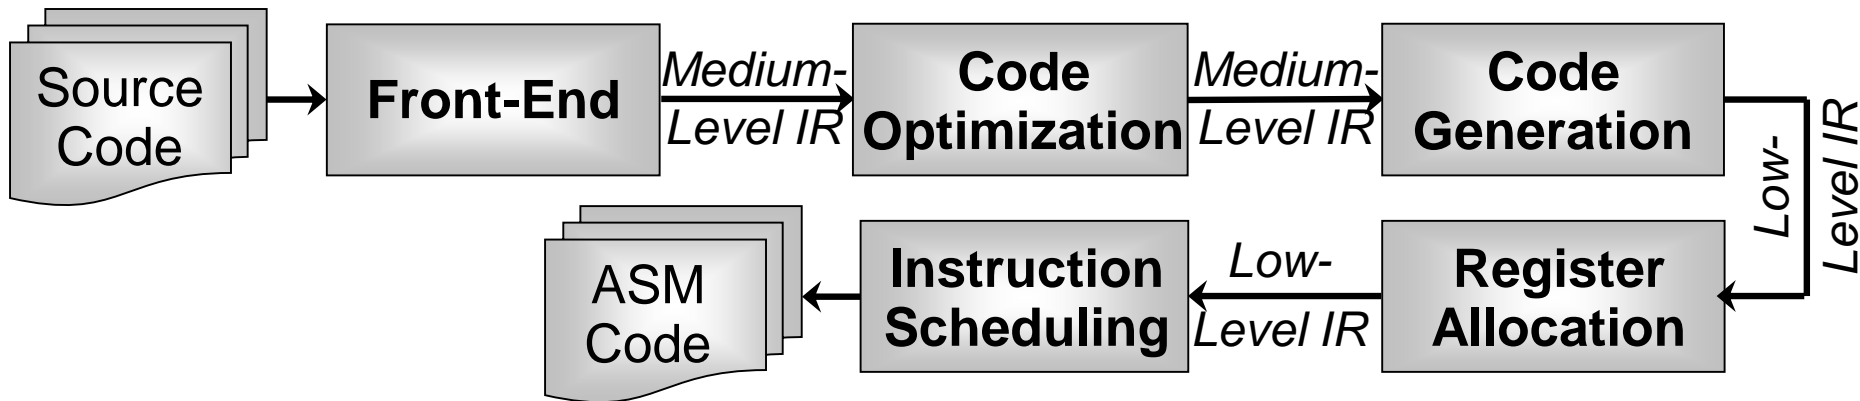 Source
Code
Front-End
Medium-
Level IR
Code
Optimization
Medium-
Level IR
Code
Generation
Low-
Level IR
Register
Allocation
Low-
Level IR
Instruction
Scheduling
ASM
Code